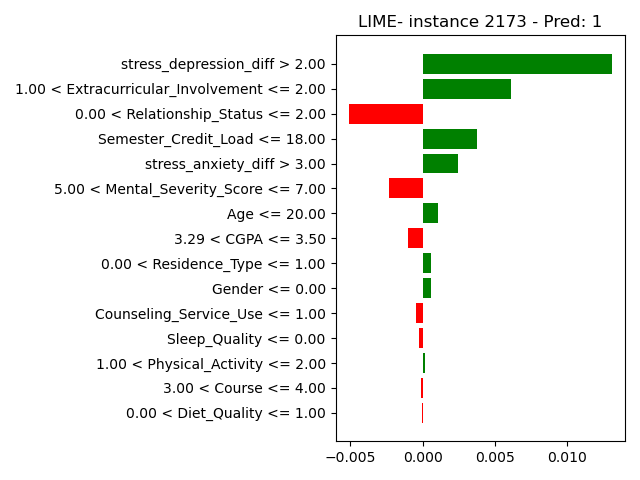 LIME- instance 2173 - Pred: 1
stress_depression_diff > 2.00
1.00 < Extracurricular_Involvement <= 2.00
0.00 < Relationship_Status <= 2.00
Semester_Credit_Load <= 18.00
stress_anxiety_diff > 3.00
5.00 < Mental_Severity_Score <= 7.00
Age <= 20.00
3.29 < CGPA <= 3.50
0.00 < Residence_Type <= 1.00
Gender <= 0.00
Counseling_Service_Use <= 1.00
Sleep_Quality <= 0.00
1.00 < Physical_Activity <= 2.00
3.00 < Course <= 4.00
0.00 < Diet_Quality <= 1.00
−0.005 0.000 0.005 0.010